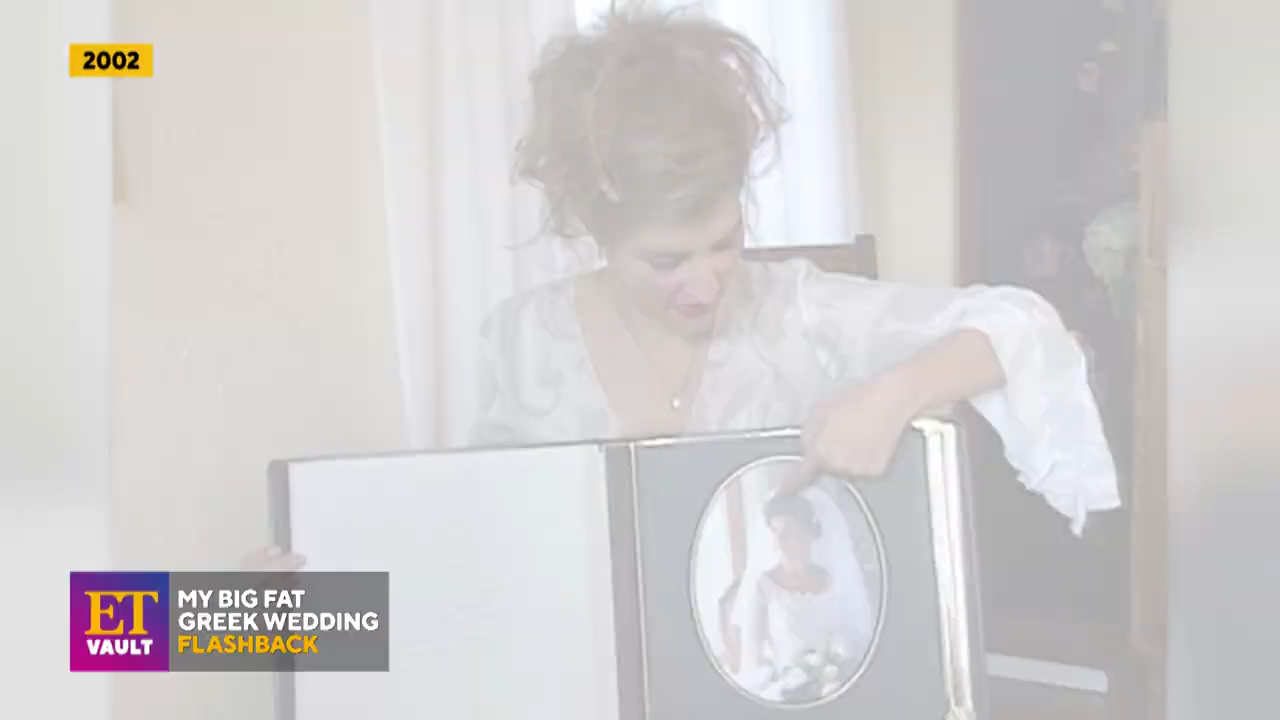 2002
ET
VAULT
MY BIG FAT
GREEK WEDDING
FLASHBACK